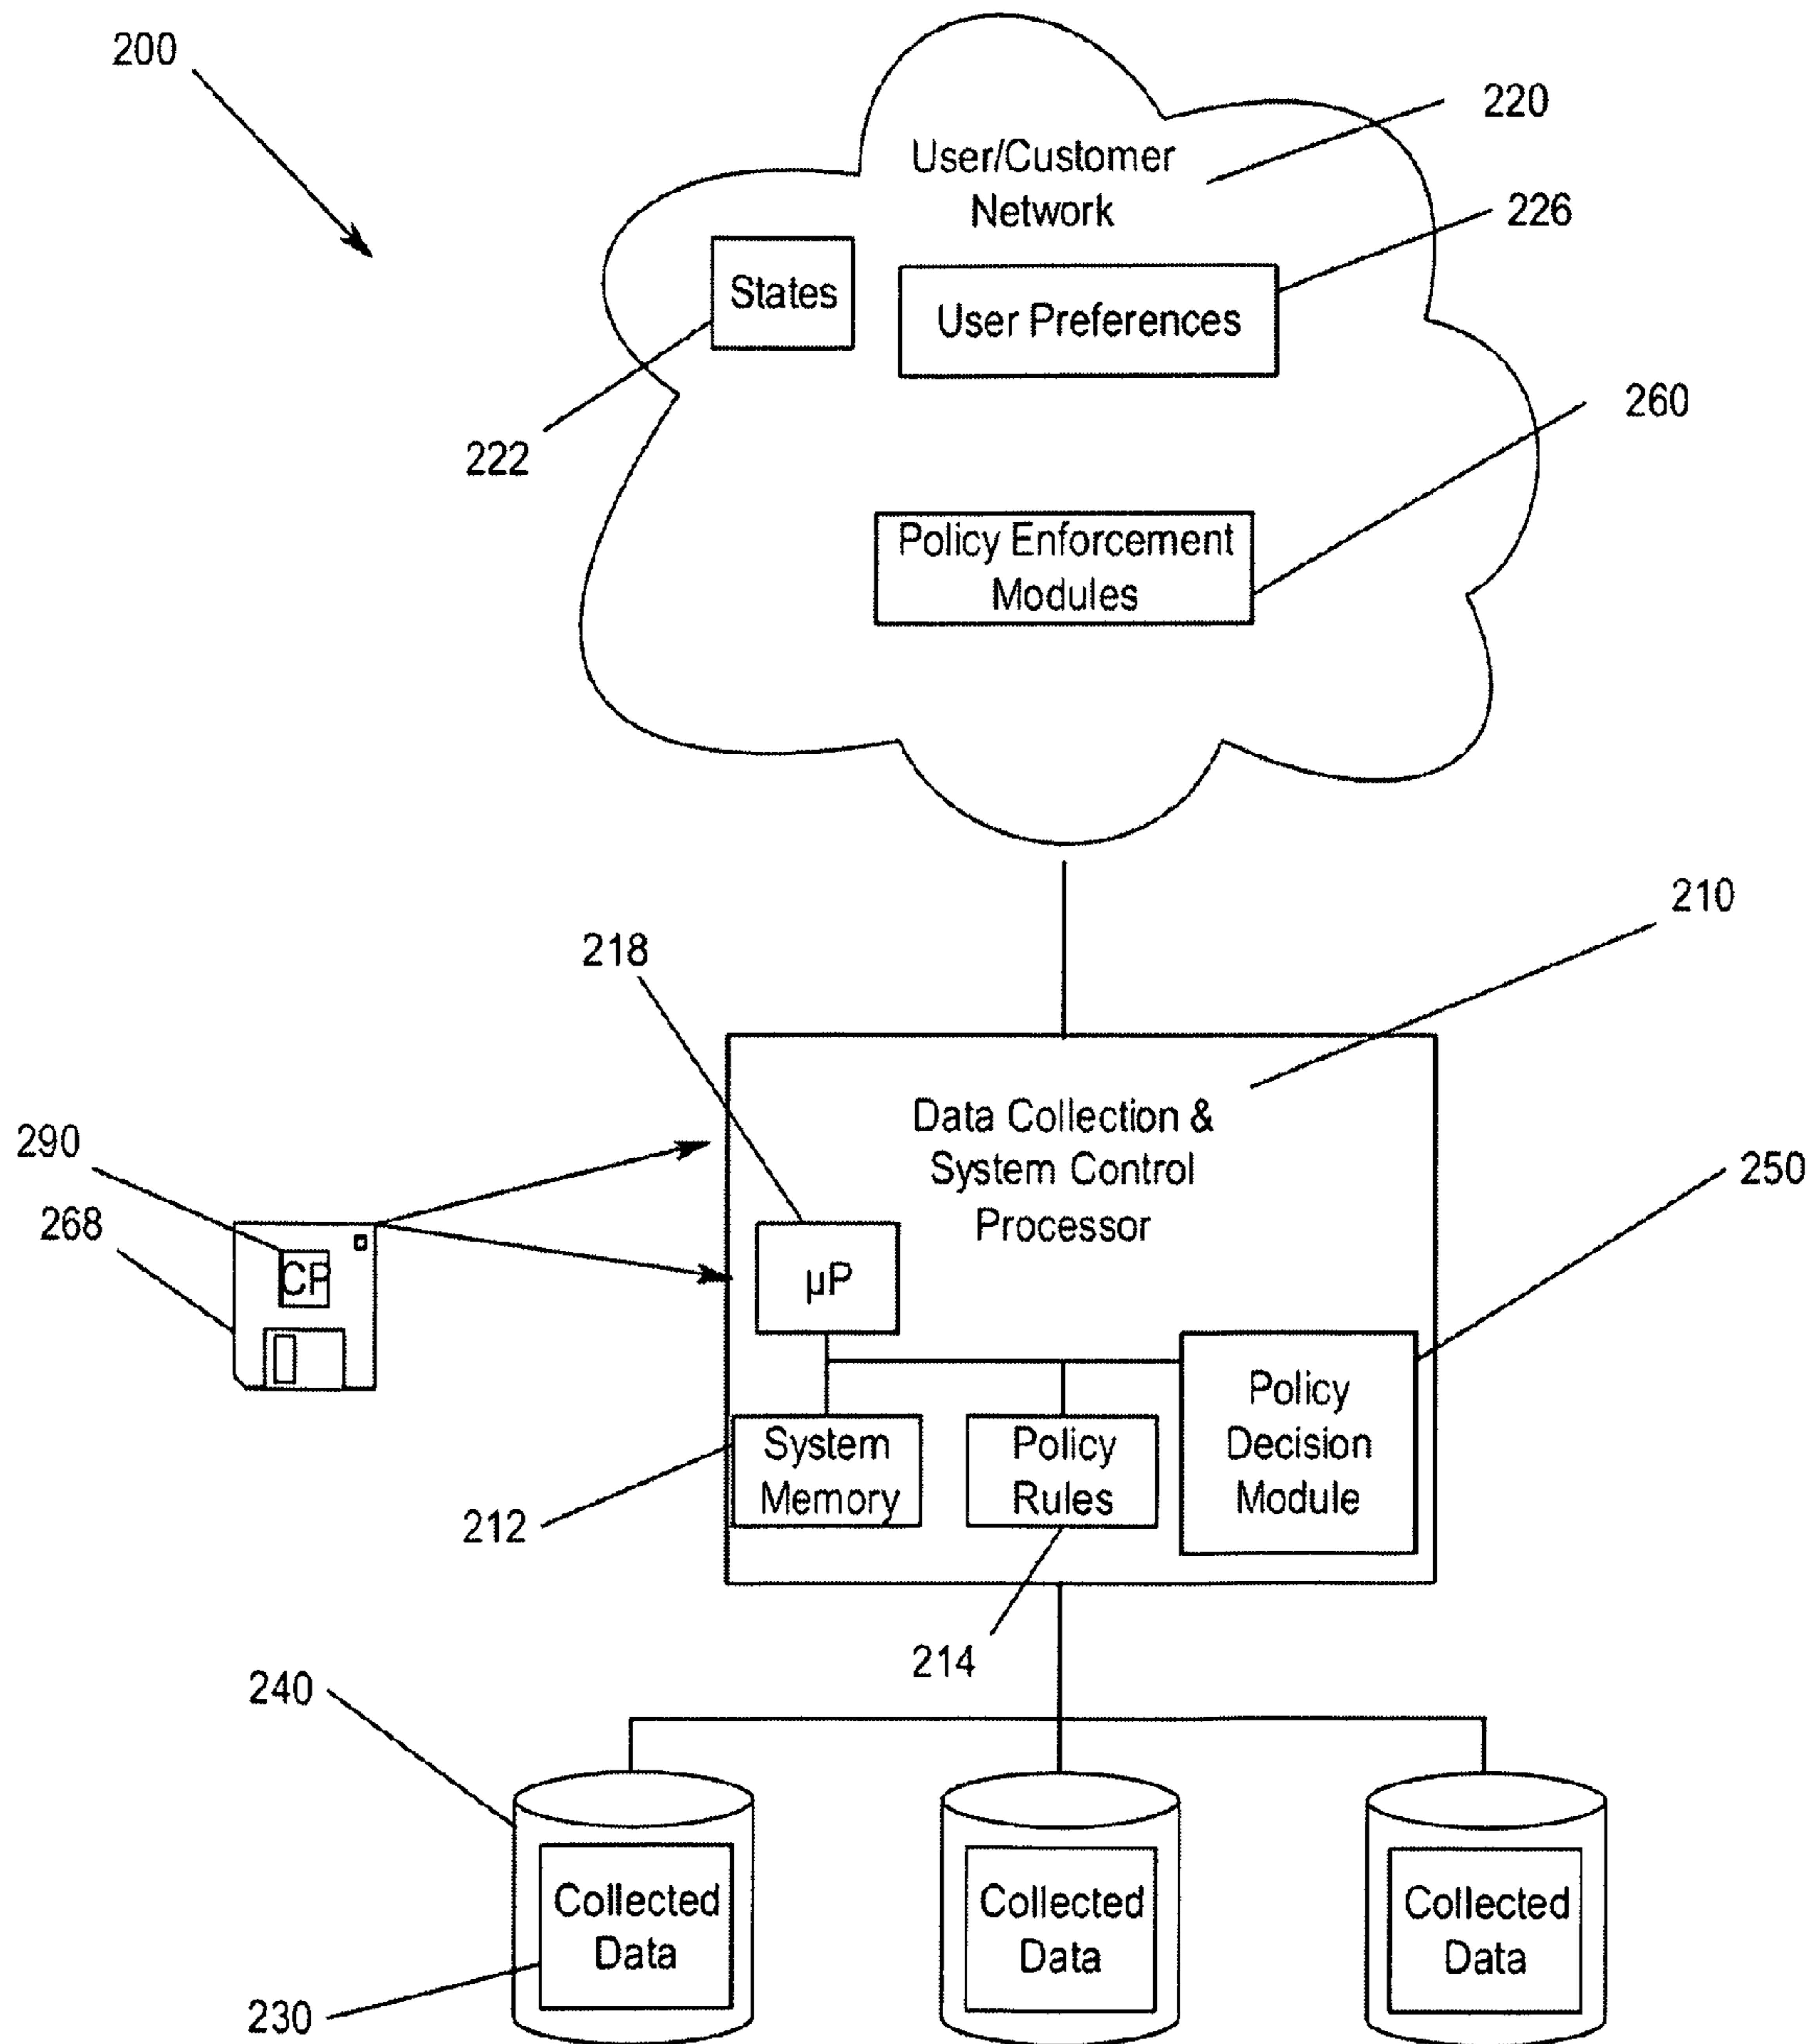 200
220
User/Customer
Network
226
States
User Preferences
260
222
Policy Enforcement
Modules
210
218
Data Collection &
System Control
Processor
290
250
268
CP
µP
Policy
Decision
Module
System
Memory
Policy
Rules
212
214
240
Collected
Data
Collected
Data
Collected
Data
230